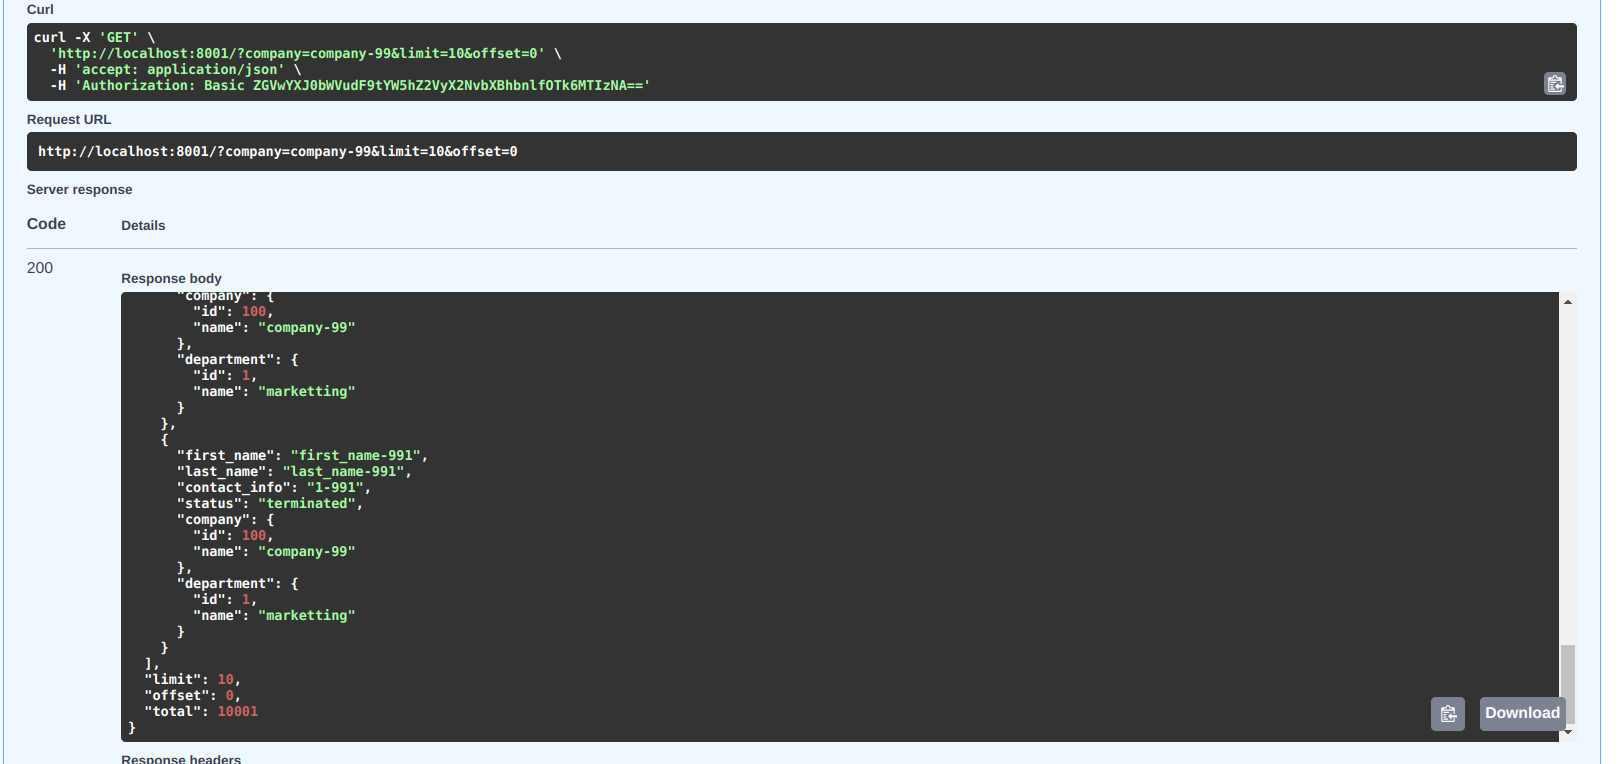 Curl
curl -X 'GET' \
  'http://localhost:8001/?company=company-99&limit=10&offset=0' \
  -H 'accept: application/json' \
  -H 'Authorization: Basic ZGVwYXJ0bWVudF9tYW5hZ2VyX2NvbXBhbnlfOTk6MTIzNA=='
Request URL
http://localhost:8001/?company=company-99&limit=10&offset=0
Server response
Code Details
200
Response body
      "company": {
        "id": 100,
        "name": "company-99"
      },
      "department": {
        "id": 1,
        "name": "marketting"
      }
    },
    {
      "first_name": "first_name-991",
      "last_name": "last_name-991",
      "contact_info": "1-991",
      "status": "terminated",
      "company": {
        "id": 100,
        "name": "company-99"
      },
      "department": {
        "id": 1,
        "name": "marketting"
      }
    }
  ],
  "limit": 10,
  "offset": 0,
  "total": 10001
}
Download
Response headers